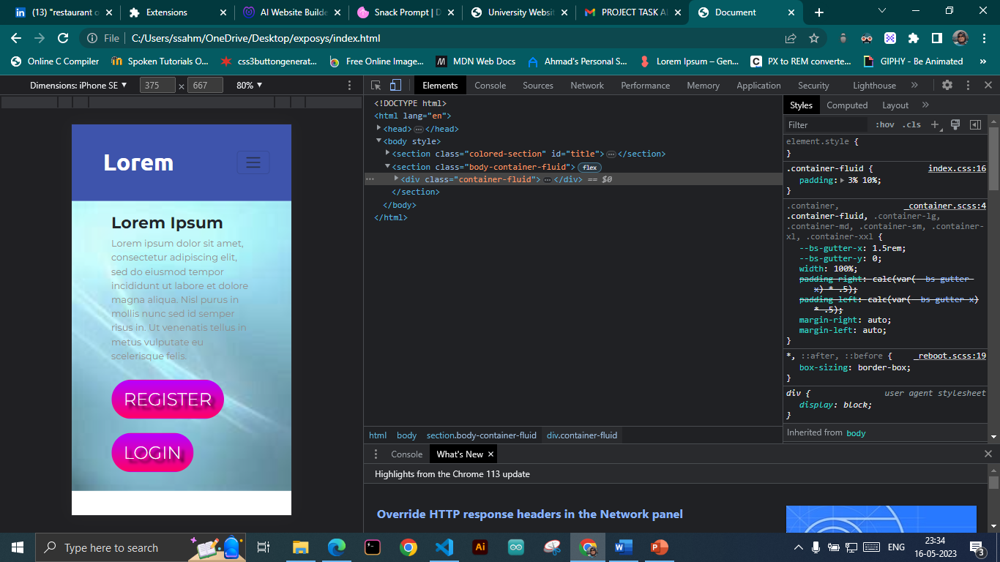 (13) "restaurant o
Extensions
AI Website Builde
Snack Prompt | D
University Websit
PROJECT TASK AL
Document
File
C:/Users/ssahm/OneDrive/Desktop/exposys/index.html
Online C Compiler
Spoken Tutorials O...
css3buttongenerat...
Free Online Image...
MDN Web Docs
Ahmad's Personal S...
Lorem Ipsum – Gen...
PX to REM converte...
GIPHY - Be Animated
»
Dimensions: iPhone SE ▼ 375 × 667 80% ▼
Elements Console Sources Network Performance Memory Application Security Lighthouse »
Lorem
Lorem Ipsum
Lorem ipsum dolor sit amet,
consectetur adipiscing elit,
sed do eiusmod tempor
incididunt ut labore et dolore
magna aliqua. Nisl purus in
mollis nunc sed id semper
risus in. Ut venenatis tellus in
metus vulputate eu
scelerisque felis.
REGISTER
LOGIN
<!DOCTYPE html>
<html lang="en">
<head>…</head>
<body style>
<section class="colored-section" id="title">…</section>
<section class="body-container-fluid"> flex
<div class="container-fluid">…</div> == $0
</section>
</body>
</html>
html body section.body-container-fluid div.container-fluid
Styles Computed Layout »
Filter :hov .cls +
element.style {
}
.container-fluid { index.css:16
padding: 3% 10%;
}
.container, _container.scss:4
.container-fluid, .container-lg,
.container-md, .container-sm, .container-
xl, .container-xxl {
--bs-gutter-x: 1.5rem;
--bs-gutter-y: 0;
width: 100%;
padding-right: calc(var(--bs-gutter-
x) * .5);
padding-left: calc(var(--bs-gutter-x)
* .5);
margin-right: auto;
margin-left: auto;
}
*, ::after, ::before { _reboot.scss:19
box-sizing: border-box;
}
div { user agent stylesheet
display: block;
}
Inherited from body
Console What's New ×
Highlights from the Chrome 113 update
Override HTTP response headers in the Network panel
Type here to search
ENG
23:34
16-05-2023
3